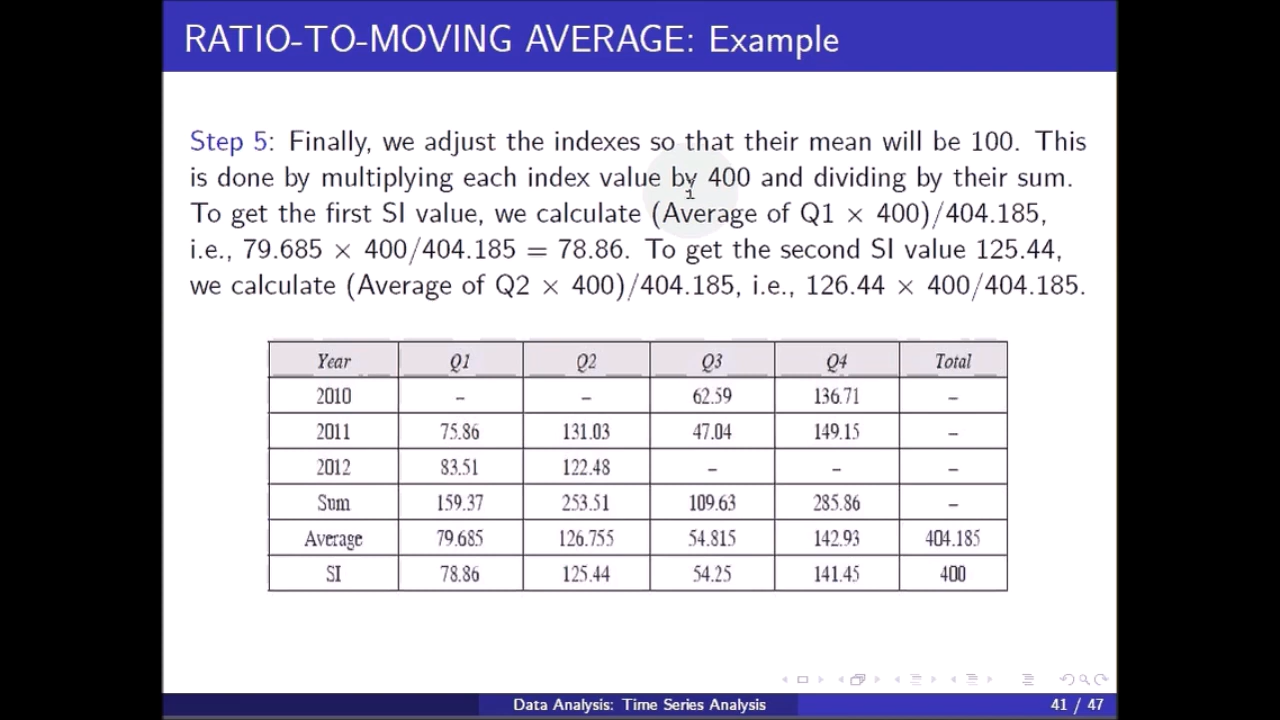 RATIO-TO-MOVING AVERAGE: Example
Step 5: Finally, we adjust the indexes so that their mean will be 100. This
is done by multiplying each index value by 400 and dividing by their sum.
To get the first SI value, we calculate (Average of Q1 × 400)/404.185,
i.e., 79.685 × 400/404.185 = 78.86. To get the second SI value 125.44,
we calculate (Average of Q2 × 400)/404.185, i.e., 126.44 × 400/404.185.
Year Q1 Q2 Q3 Q4 Total
2010 – – 62.59 136.71 –
2011 75.86 131.03 47.04 149.15 –
2012 83.51 122.48 – – –
Sum 159.37 253.51 109.63 285.86 –
Average 79.685 126.755 54.815 142.93 404.185
SI 78.86 125.44 54.25 141.45 400
Data Analysis: Time Series Analysis 41 / 47